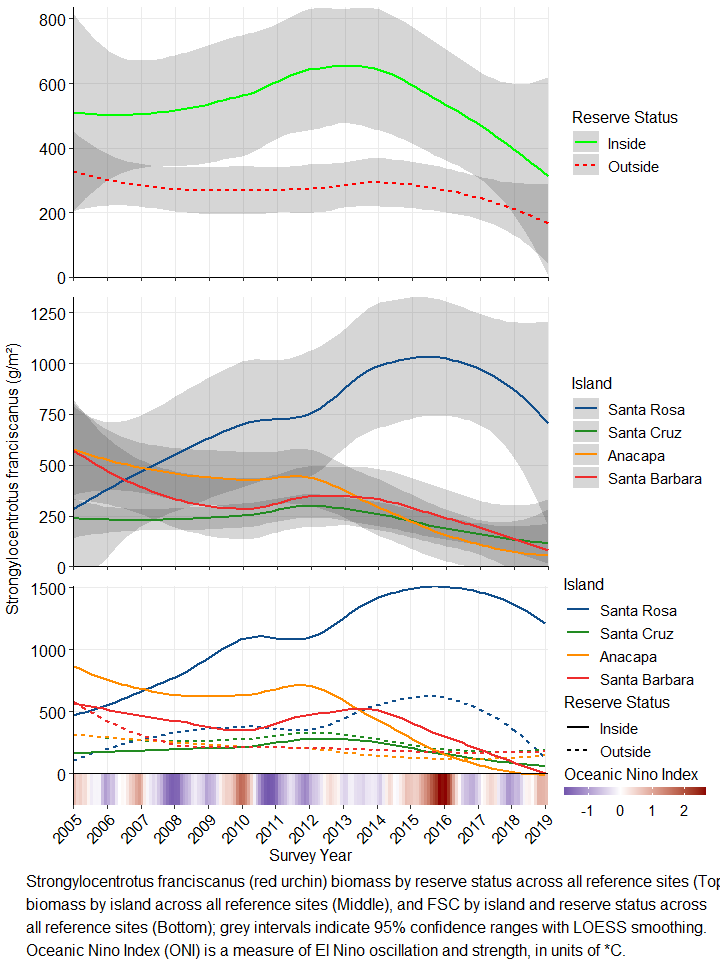 800
600
400
200
0
Reserve Status
Inside
Outside
Strongylocentrotus franciscanus (g/m²)
1250
1000
750
500
250
0
Island
Santa Rosa
Santa Cruz
Anacapa
Santa Barbara
1500
1000
500
0
Island
Santa Rosa
Santa Cruz
Anacapa
Santa Barbara
Reserve Status
Inside
Outside
Oceanic Nino Index
-1 0 1 2
2005 2006 2007 2008 2009 2010 2011 2012 2013 2014 2015 2016 2017 2018 2019
Survey Year
Strongylocentrotus franciscanus (red urchin) biomass by reserve status across all reference sites (Top
biomass by island across all reference sites (Middle), and FSC by island and reserve status across
all reference sites (Bottom); grey intervals indicate 95% confidence ranges with LOESS smoothing.
Oceanic Nino Index (ONI) is a measure of El Nino oscillation and strength, in units of *C.